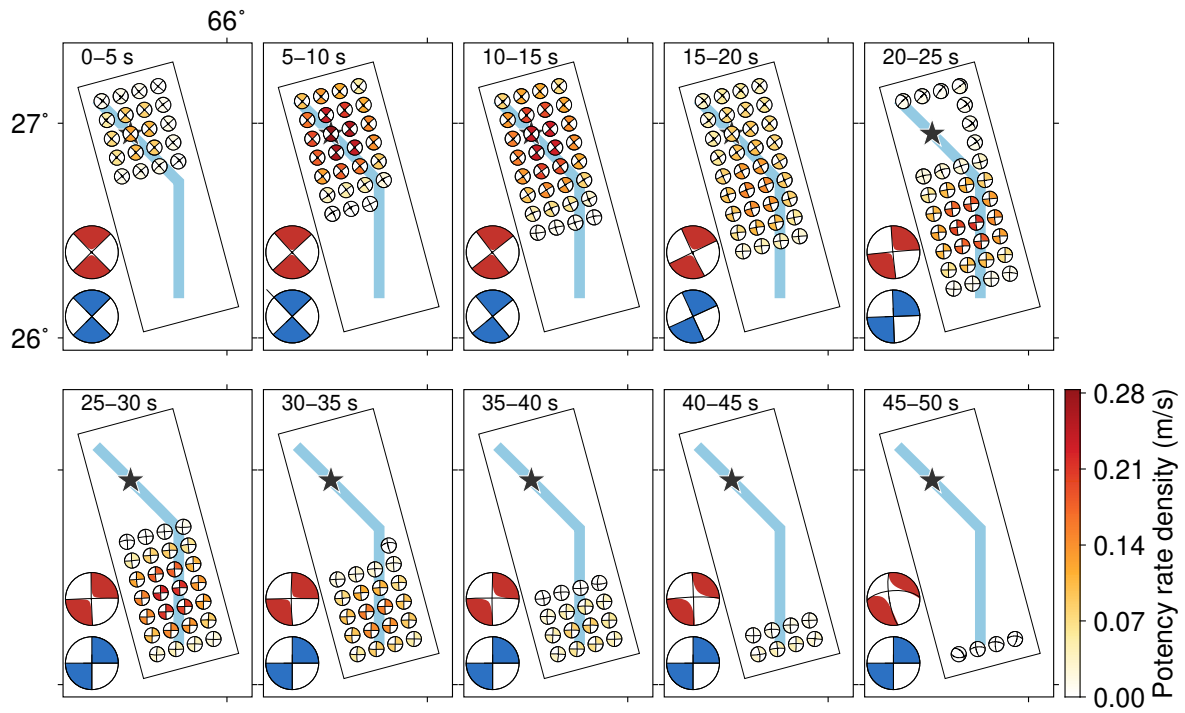 66˚
0–5 s
5–10 s
10–15 s
15–20 s
20–25 s
27˚
26˚
25–30 s
30–35 s
35–40 s
40–45 s
45–50 s
0.28
0.21
0.14
0.07
0.00
Potency rate density (m/s)